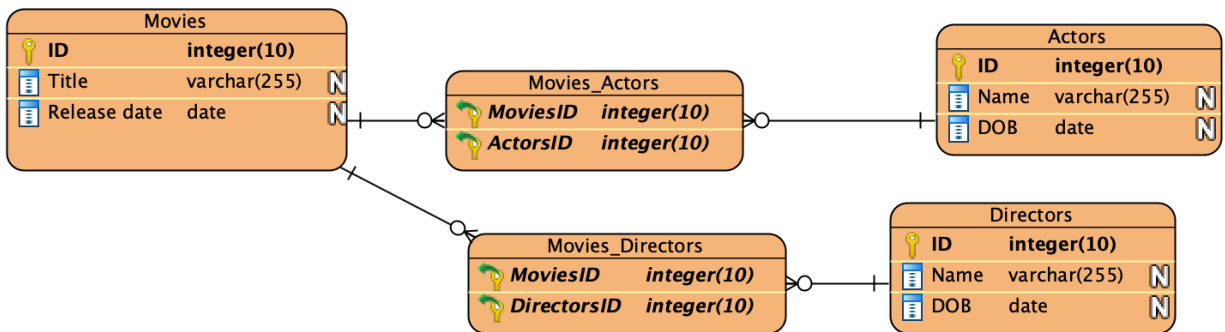 Movies
ID integer(10)
Title varchar(255) N
Release date date N
Movies_Actors
MoviesID integer(10)
ActorsID integer(10)
Actors
ID integer(10)
Name varchar(255) N
DOB date N
Movies_Directors
MoviesID integer(10)
DirectorsID integer(10)
Directors
ID integer(10)
Name varchar(255) N
DOB date N